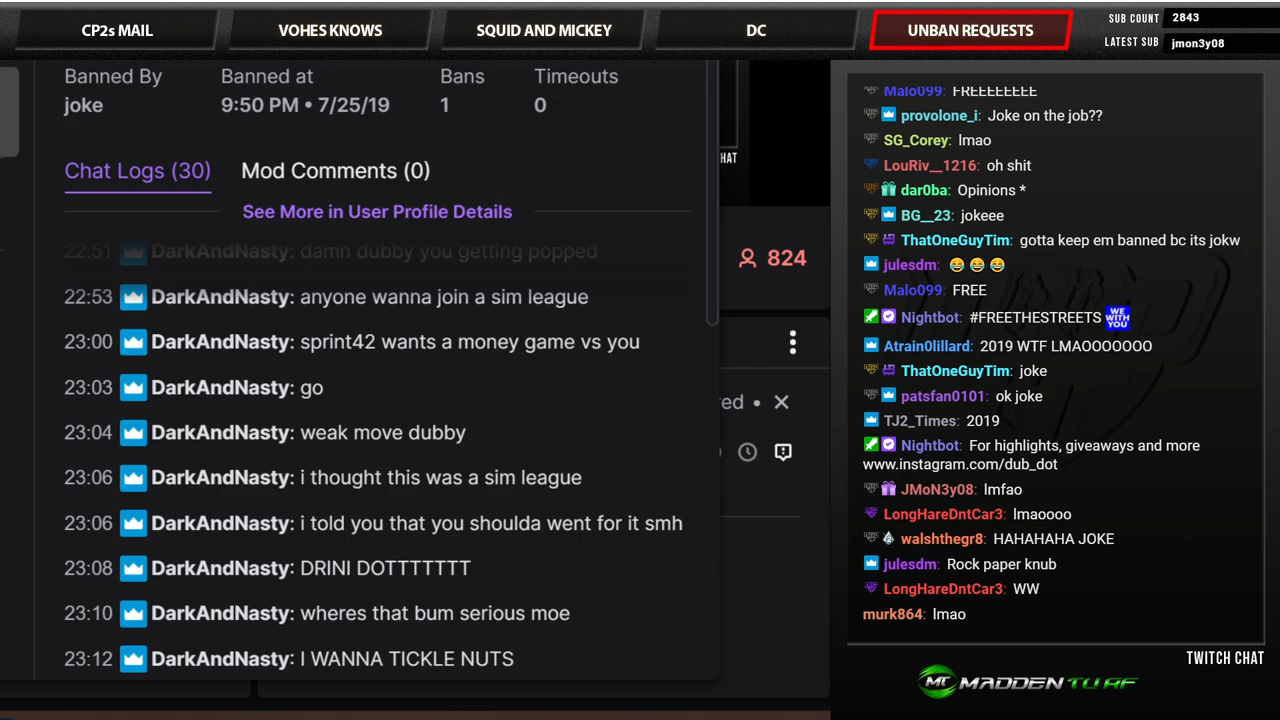 CP2s MAIL
VOHES KNOWS
SQUID AND MICKEY
DC
UNBAN REQUESTS
SUB COUNT 2843
LATEST SUB jmon3y08
Banned By Banned at Bans Timeouts
joke 9:50 PM • 7/25/19 1 0
Chat Logs (30) Mod Comments (0)
See More in User Profile Details
22:51 DarkAndNasty: damn dubby you getting popped
22:53 DarkAndNasty: anyone wanna join a sim league
23:00 DarkAndNasty: sprint42 wants a money game vs you
23:03 DarkAndNasty: go
23:04 DarkAndNasty: weak move dubby
23:06 DarkAndNasty: i thought this was a sim league
23:06 DarkAndNasty: i told you that you shoulda went for it smh
23:08 DarkAndNasty: DRINI DOTTTTTTT
23:10 DarkAndNasty: wheres that bum serious moe
23:12 DarkAndNasty: I WANNA TICKLE NUTS
HAT
824
red •
Malo099: FREEEEEEEE
provolone_i: Joke on the job??
SG_Corey: lmao
LouRiv__1216: oh shit
dar0ba: Opinions *
BG__23: jokeee
ThatOneGuyTim: gotta keep em banned bc its jokw
julesdm: 😂 😂 😂
Malo099: FREE
Nightbot: #FREETHESTREETS WE WITH YOU
Atrain0lillard: 2019 WTF LMAOOOOOOO
ThatOneGuyTim: joke
patsfan0101: ok joke
TJ2_Times: 2019
Nightbot: For highlights, giveaways and more
www.instagram.com/dub_dot
JMoN3y08: lmfao
LongHareDntCar3: lmaoooo
walshthegr8: HAHAHAHA JOKE
julesdm: Rock paper knub
LongHareDntCar3: WW
murk864: lmao
TWITCH CHAT
MT MADDEN TURF